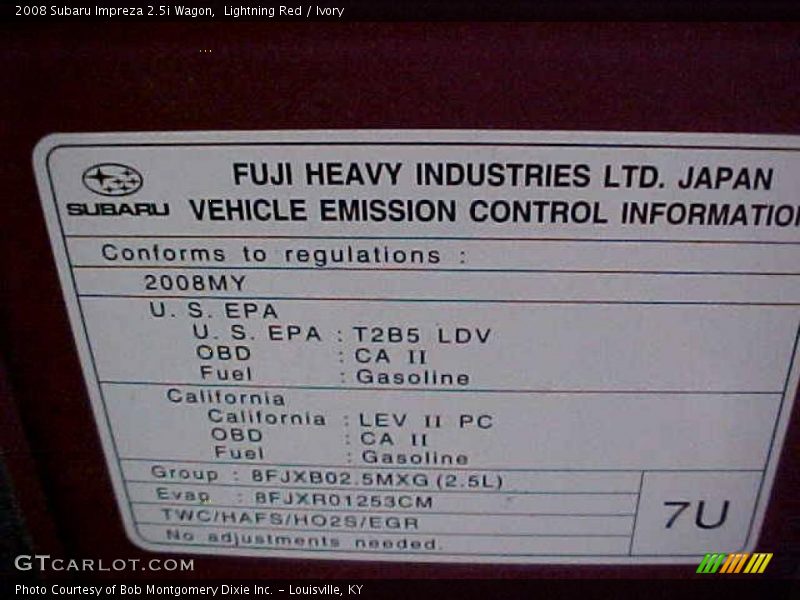 2008 Subaru Impreza 2.5i Wagon,  Lightning Red / Ivory
FUJI HEAVY INDUSTRIES LTD. JAPAN
SUBARU VEHICLE EMISSION CONTROL INFORMATIO
Conforms to regulations :
2008MY
U. S. EPA
U. S. EPA : T2B5 LDV
OBD : CA II
Fuel : Gasoline
California
California : LEV II PC
OBD : CA II
Fuel : Gasoline
Group : 8FJXB02.5MXG (2.5L)
Evap : 8FJXR01253CM
7U
TWC/HAFS/HO2S/EGR
No adjustments needed.
GTCARLOT.COM
Photo Courtesy of Bob Montgomery Dixie Inc. - Louisville, KY